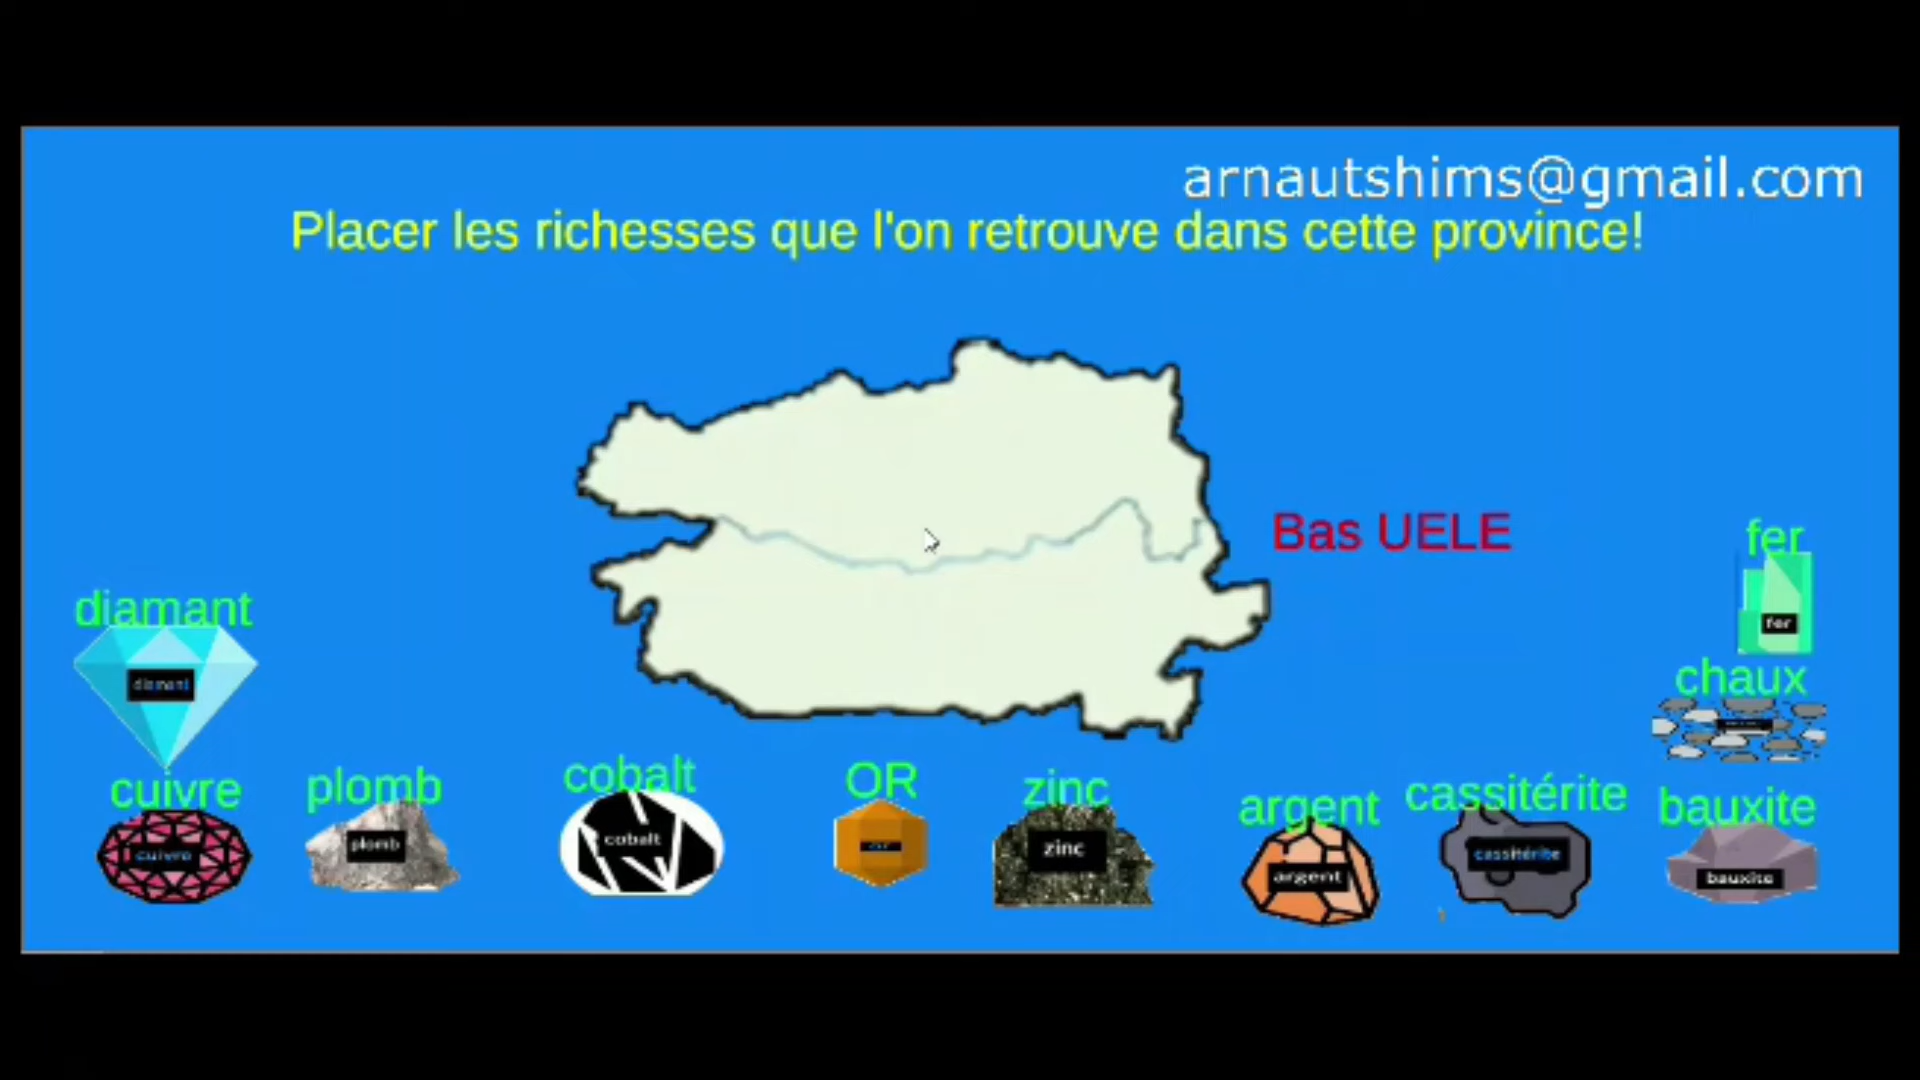 arnautshims@gmail.com
Placer les richesses que l'on retrouve dans cette province!
Bas UELE
fer
fer
diamant
diamant
chaux
cuivre
cuivre
plomb
plomb
cobalt
cobalt
OR
zinc
zinc
argent
argent
cassitérite
cassitérite
bauxite
bauxite